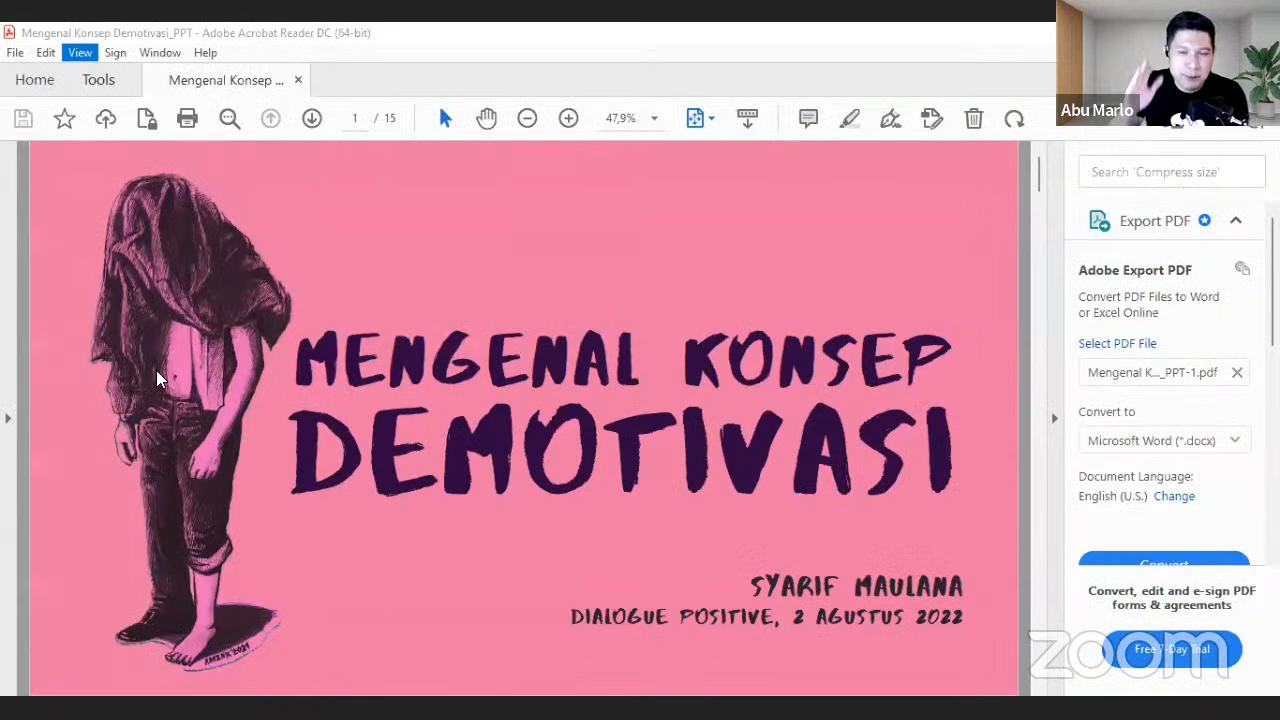 Mengenal Konsep Demotivasi_PPT - Adobe Acrobat Reader DC (64-bit)
File Edit View Sign Window Help
Home Tools Mengenal Konsep ... ×
1 / 15 47,9%
Abu Marlo
Search 'Compress size'
Export PDF
Adobe Export PDF
Convert PDF Files to Word
or Excel Online
Select PDF File
Mengenal K..._PPT-1.pdf
Convert to
Microsoft Word (*.docx)
Document Language:
English (U.S.) Change
Convert
Convert, edit and e-sign PDF
forms & agreements
Free 7-Day Trial
zoom
MENGENAL KONSEP
DEMOTIVASI
SYARIF MAULANA
DIALOGUE POSITIVE, 2 AGUSTUS 2022
AMENK'2021